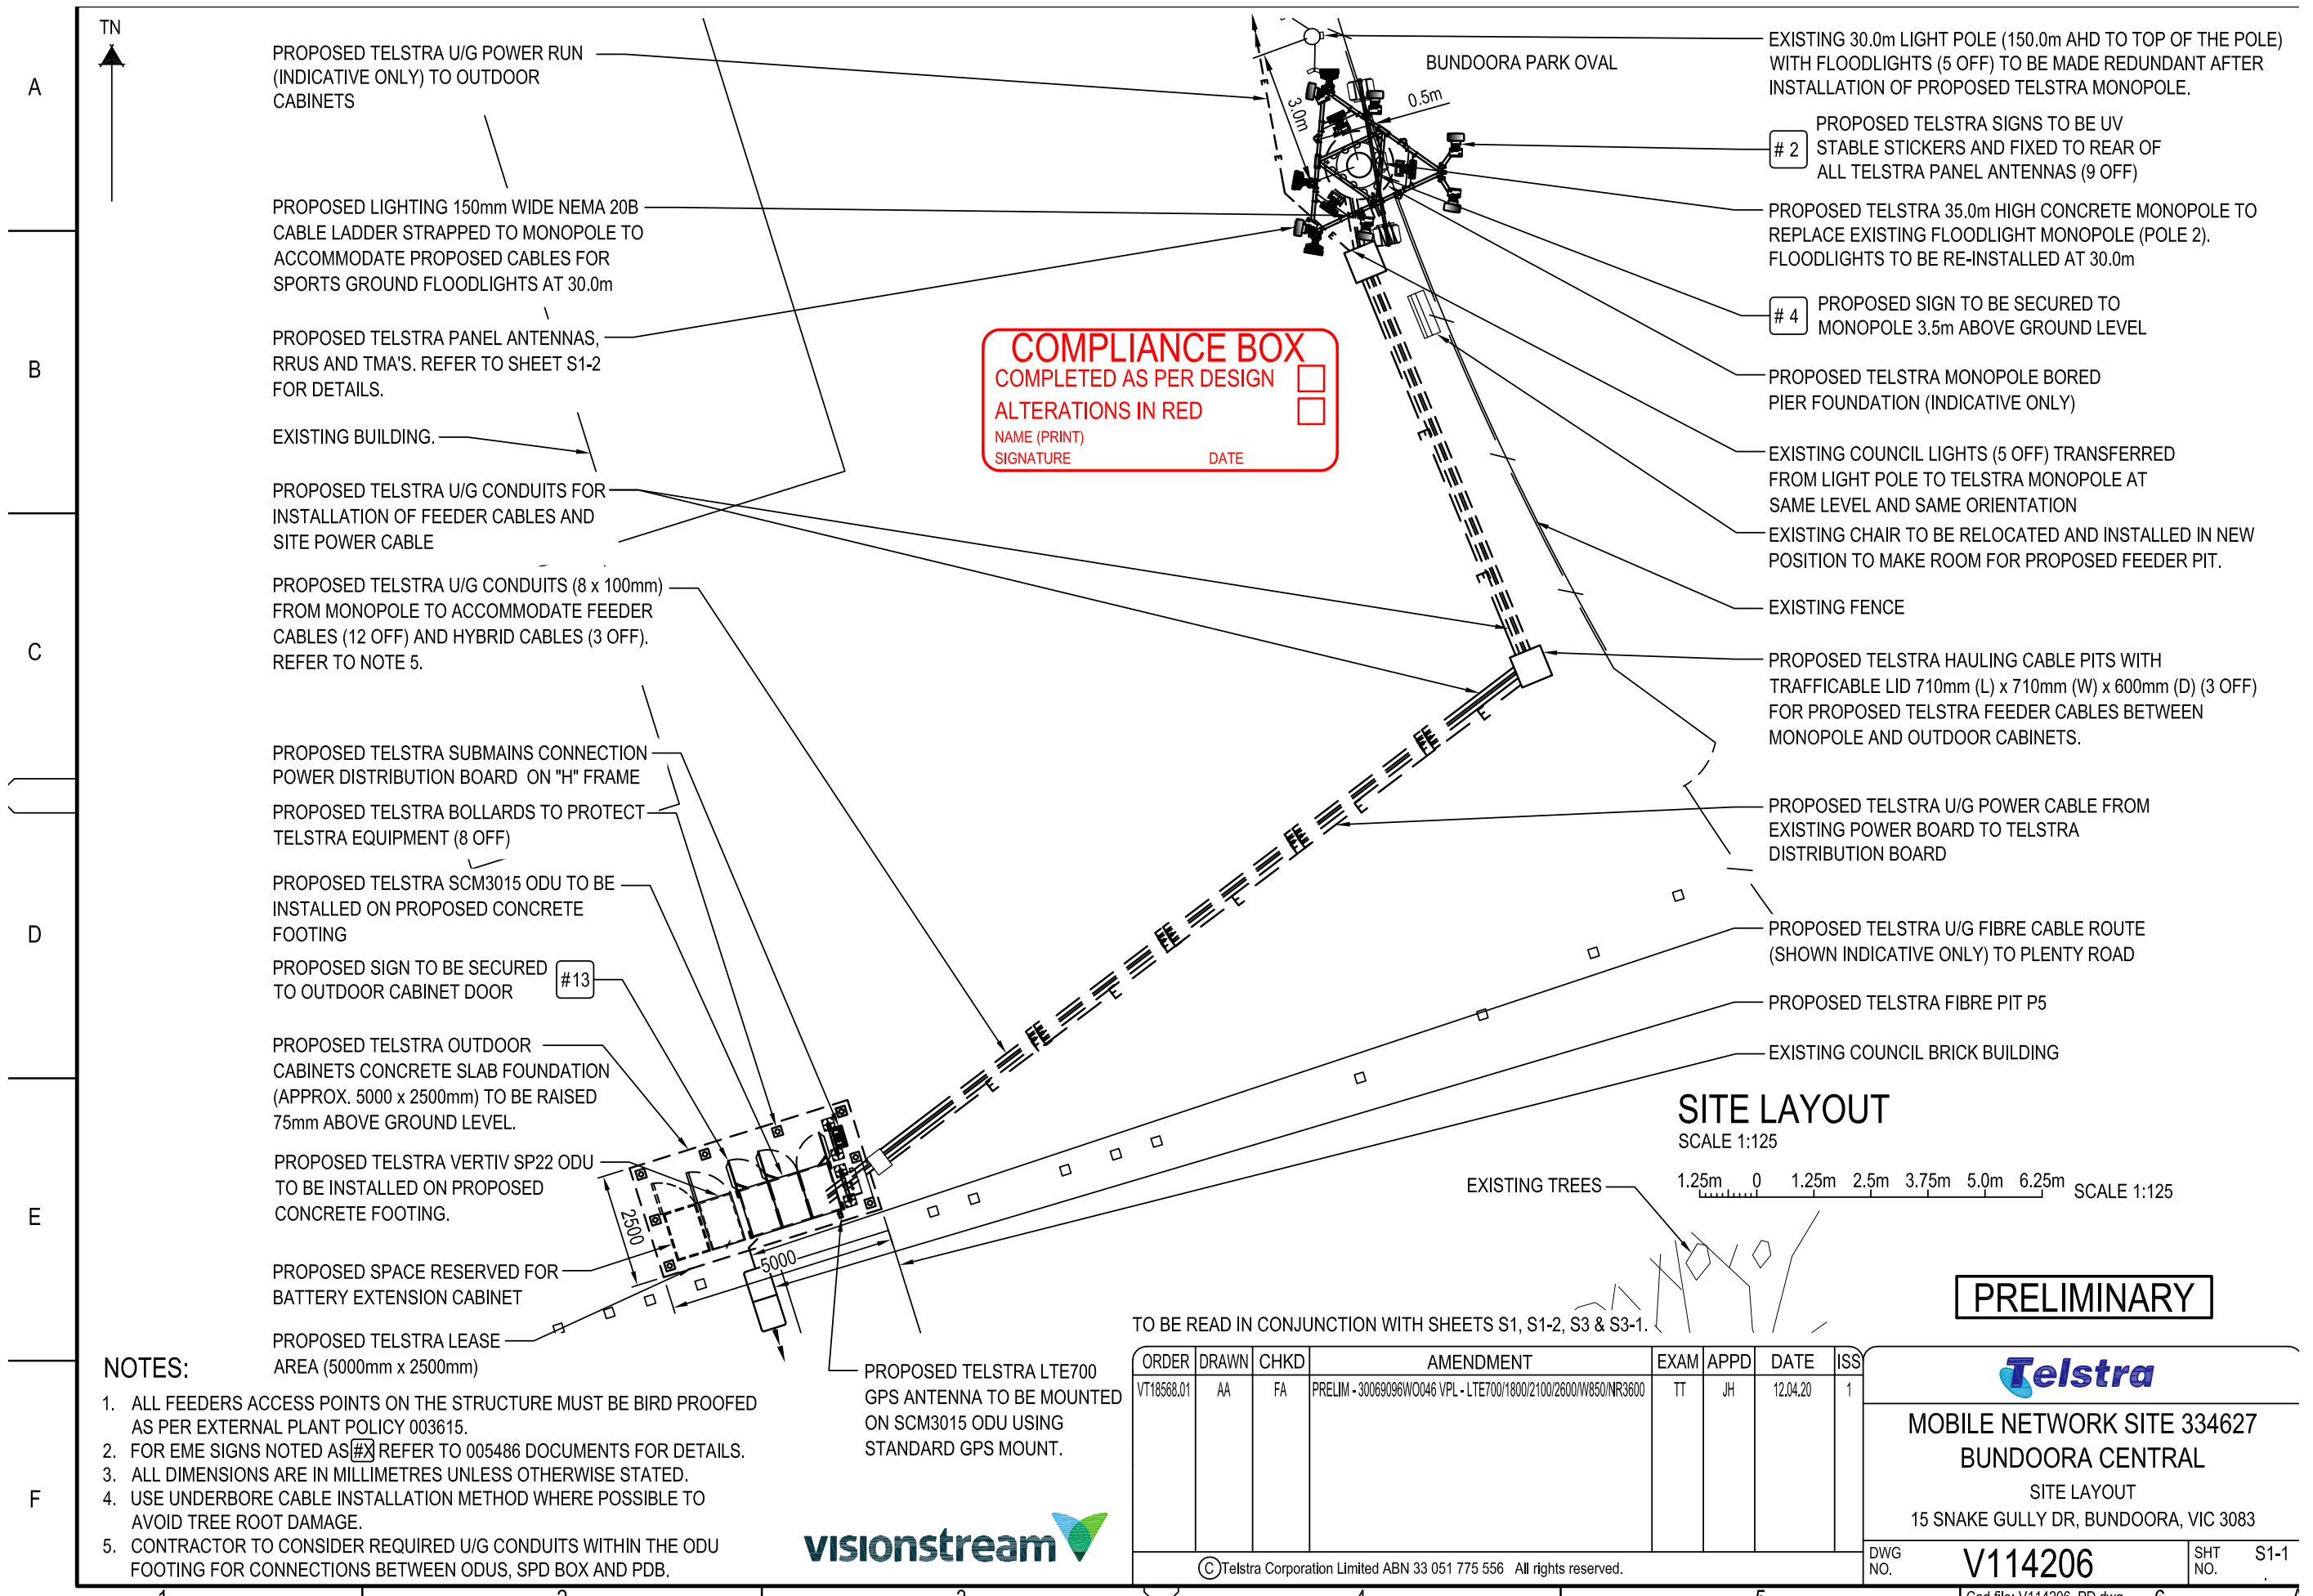 TN
A
B
C
D
E
F
PROPOSED TELSTRA U/G POWER RUN
(INDICATIVE ONLY) TO OUTDOOR
CABINETS
PROPOSED LIGHTING 150mm WIDE NEMA 20B
CABLE LADDER STRAPPED TO MONOPOLE TO
ACCOMMODATE PROPOSED CABLES FOR
SPORTS GROUND FLOODLIGHTS AT 30.0m
PROPOSED TELSTRA PANEL ANTENNAS,
RRUS AND TMA'S. REFER TO SHEET S1-2
FOR DETAILS.
EXISTING BUILDING.
PROPOSED TELSTRA U/G CONDUITS FOR
INSTALLATION OF FEEDER CABLES AND
SITE POWER CABLE
PROPOSED TELSTRA U/G CONDUITS (8 x 100mm)
FROM MONOPOLE TO ACCOMMODATE FEEDER
CABLES (12 OFF) AND HYBRID CABLES (3 OFF).
REFER TO NOTE 5.
PROPOSED TELSTRA SUBMAINS CONNECTION
POWER DISTRIBUTION BOARD ON "H" FRAME
PROPOSED TELSTRA BOLLARDS TO PROTECT
TELSTRA EQUIPMENT (8 OFF)
PROPOSED TELSTRA SCM3015 ODU TO BE
INSTALLED ON PROPOSED CONCRETE
FOOTING
PROPOSED SIGN TO BE SECURED
TO OUTDOOR CABINET DOOR
#13
PROPOSED TELSTRA OUTDOOR
CABINETS CONCRETE SLAB FOUNDATION
(APPROX. 5000 x 2500mm) TO BE RAISED
75mm ABOVE GROUND LEVEL.
PROPOSED TELSTRA VERTIV SP22 ODU
TO BE INSTALLED ON PROPOSED
CONCRETE FOOTING.
PROPOSED SPACE RESERVED FOR
BATTERY EXTENSION CABINET
PROPOSED TELSTRA LEASE
AREA (5000mm x 2500mm)
2500
5000
BUNDOORA PARK OVAL
3.0m
0.5m
E
E
E
E
E
E
E
E
E
E
E
COMPLIANCE BOX
COMPLETED AS PER DESIGN
ALTERATIONS IN RED
NAME (PRINT)
SIGNATURE DATE
EXISTING 30.0m LIGHT POLE (150.0m AHD TO TOP OF THE POLE)
WITH FLOODLIGHTS (5 OFF) TO BE MADE REDUNDANT AFTER
INSTALLATION OF PROPOSED TELSTRA MONOPOLE.
# 2
PROPOSED TELSTRA SIGNS TO BE UV
STABLE STICKERS AND FIXED TO REAR OF
ALL TELSTRA PANEL ANTENNAS (9 OFF)
PROPOSED TELSTRA 35.0m HIGH CONCRETE MONOPOLE TO
REPLACE EXISTING FLOODLIGHT MONOPOLE (POLE 2).
FLOODLIGHTS TO BE RE-INSTALLED AT 30.0m
# 4
PROPOSED SIGN TO BE SECURED TO
MONOPOLE 3.5m ABOVE GROUND LEVEL
PROPOSED TELSTRA MONOPOLE BORED
PIER FOUNDATION (INDICATIVE ONLY)
EXISTING COUNCIL LIGHTS (5 OFF) TRANSFERRED
FROM LIGHT POLE TO TELSTRA MONOPOLE AT
SAME LEVEL AND SAME ORIENTATION
EXISTING CHAIR TO BE RELOCATED AND INSTALLED IN NEW
POSITION TO MAKE ROOM FOR PROPOSED FEEDER PIT.
EXISTING FENCE
PROPOSED TELSTRA HAULING CABLE PITS WITH
TRAFFICABLE LID 710mm (L) x 710mm (W) x 600mm (D) (3 OFF)
FOR PROPOSED TELSTRA FEEDER CABLES BETWEEN
MONOPOLE AND OUTDOOR CABINETS.
PROPOSED TELSTRA U/G POWER CABLE FROM
EXISTING POWER BOARD TO TELSTRA
DISTRIBUTION BOARD
PROPOSED TELSTRA U/G FIBRE CABLE ROUTE
(SHOWN INDICATIVE ONLY) TO PLENTY ROAD
PROPOSED TELSTRA FIBRE PIT P5
EXISTING COUNCIL BRICK BUILDING
SITE LAYOUT
SCALE 1:125
1.25m 0 1.25m 2.5m 3.75m 5.0m 6.25m SCALE 1:125
EXISTING TREES
PRELIMINARY
PROPOSED TELSTRA LTE700
GPS ANTENNA TO BE MOUNTED
ON SCM3015 ODU USING
STANDARD GPS MOUNT.
NOTES:
1. ALL FEEDERS ACCESS POINTS ON THE STRUCTURE MUST BE BIRD PROOFED
AS PER EXTERNAL PLANT POLICY 003615.
2. FOR EME SIGNS NOTED AS #X REFER TO 005486 DOCUMENTS FOR DETAILS.
3. ALL DIMENSIONS ARE IN MILLIMETRES UNLESS OTHERWISE STATED.
4. USE UNDERBORE CABLE INSTALLATION METHOD WHERE POSSIBLE TO
AVOID TREE ROOT DAMAGE.
5. CONTRACTOR TO CONSIDER REQUIRED U/G CONDUITS WITHIN THE ODU
FOOTING FOR CONNECTIONS BETWEEN ODUS, SPD BOX AND PDB.
visionstream
TO BE READ IN CONJUNCTION WITH SHEETS S1, S1-2, S3 & S3-1.
ORDER DRAWN CHKD AMENDMENT EXAM APPD DATE ISS
VT18568.01 AA FA PRELIM - 30069096WO046 VPL - LTE700/1800/2100/2600/W850/NR3600 TT JH 12.04.20 1
© Telstra Corporation Limited ABN 33 051 775 556 All rights reserved.
Telstra
MOBILE NETWORK SITE 334627
BUNDOORA CENTRAL
SITE LAYOUT
15 SNAKE GULLY DR, BUNDOORA, VIC 3083
DWG NO. V114206 SHT NO. S1-1